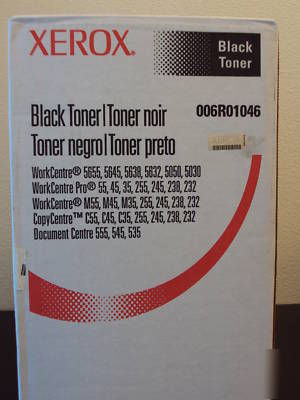 XEROX
Black
Toner
Black Toner|Toner noir
Toner negro|Toner preto
006R01046
XEROX
WorkCentre® 5655, 5645, 5638, 5632, 5050, 5030
WorkCentre Pro® 55, 45, 35, 255, 245, 238, 232
WorkCentre® M55, M45, M35, 255, 245, 238, 232
CopyCentre™ C55, C45, C35, 255, 245, 238, 232
Document Centre 555, 545, 535